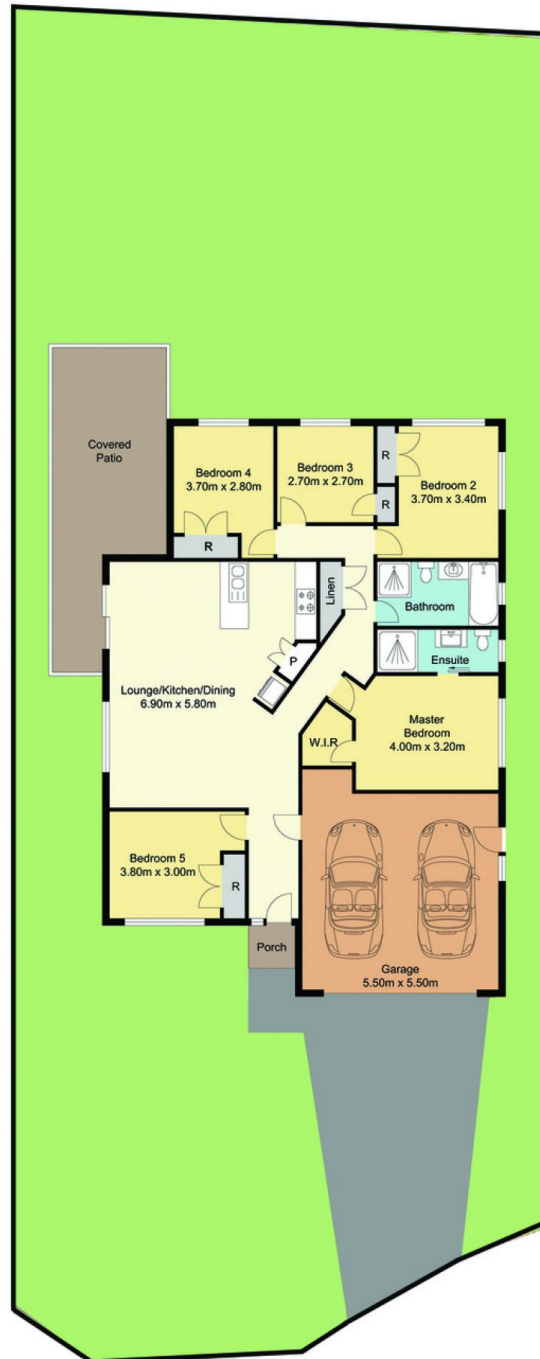 Covered
Patio
Bedroom 4
3.70m x 2.80m
R
Bedroom 3
2.70m x 2.70m
R
R
Bedroom 2
3.70m x 3.40m
Linen
Bathroom
P
Ensuite
Lounge/Kitchen/Dining
6.90m x 5.80m
W.I.R
Master
Bedroom
4.00m x 3.20m
Bedroom 5
3.80m x 3.00m
R
Porch
Garage
5.50m x 5.50m